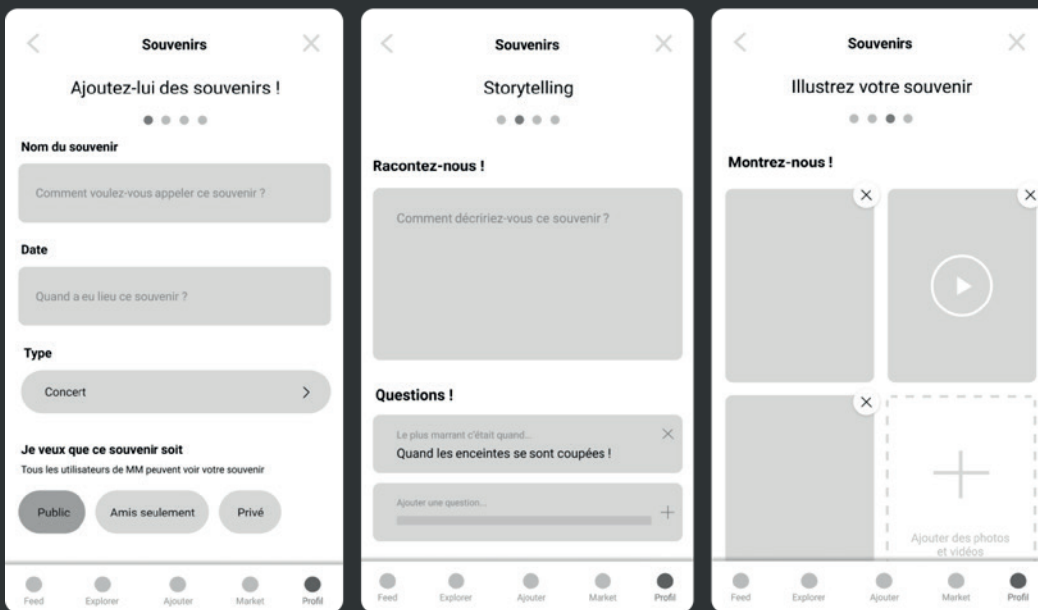 Souvenirs
Ajoutez-lui des souvenirs !
Nom du souvenir
Comment voulez-vous appeler ce souvenir ?
Date
Quand a eu lieu ce souvenir ?
Type
Concert
Je veux que ce souvenir soit
Tous les utilisateurs de MM peuvent voir votre souvenir
Public
Amis seulement
Privé
Feed
Explorer
Ajouter
Market
Profil
Souvenirs
Storytelling
Racontez-nous !
Comment décririez-vous ce souvenir ?
Questions !
Le plus marrant c'était quand...
Quand les enceintes se sont coupées !
Ajouter une question...
Feed
Explorer
Ajouter
Market
Profil
Souvenirs
Illustrez votre souvenir
Montrez-nous !
Ajouter des photos
et vidéos
Feed
Explorer
Ajouter
Market
Profil